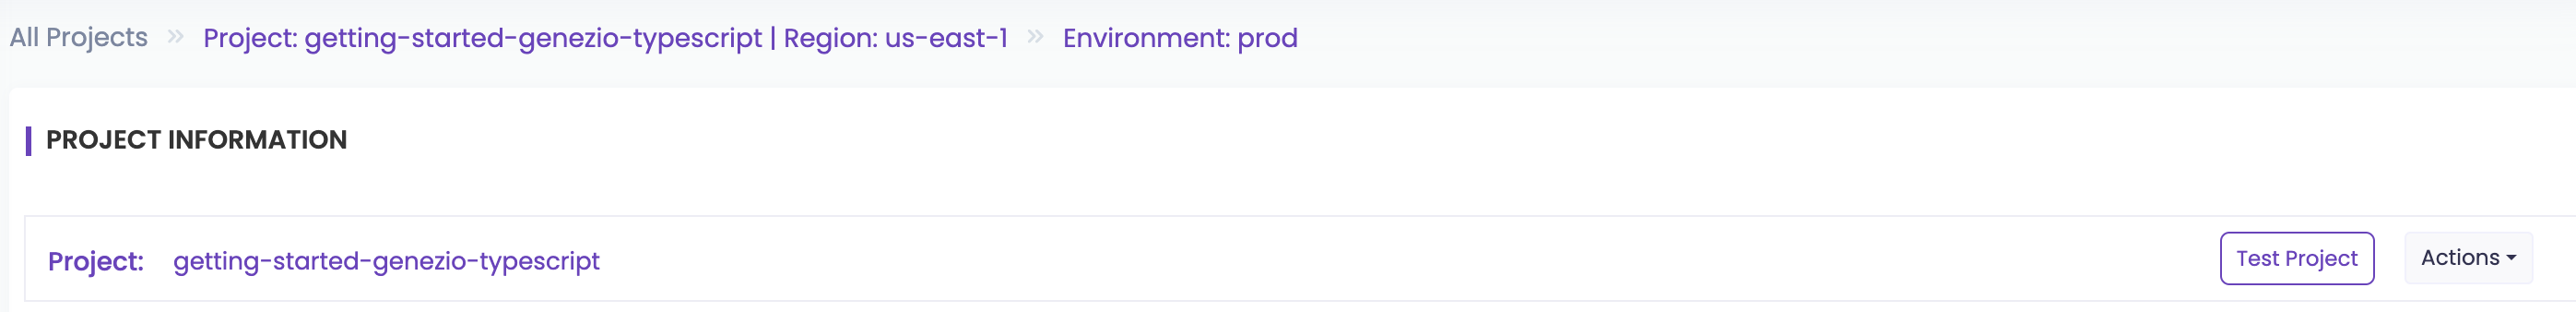 All Projects » Project: getting-started-genezio-typescript | Region: us-east-1 » Environment: prod
PROJECT INFORMATION
Project: getting-started-genezio-typescript Test Project Actions